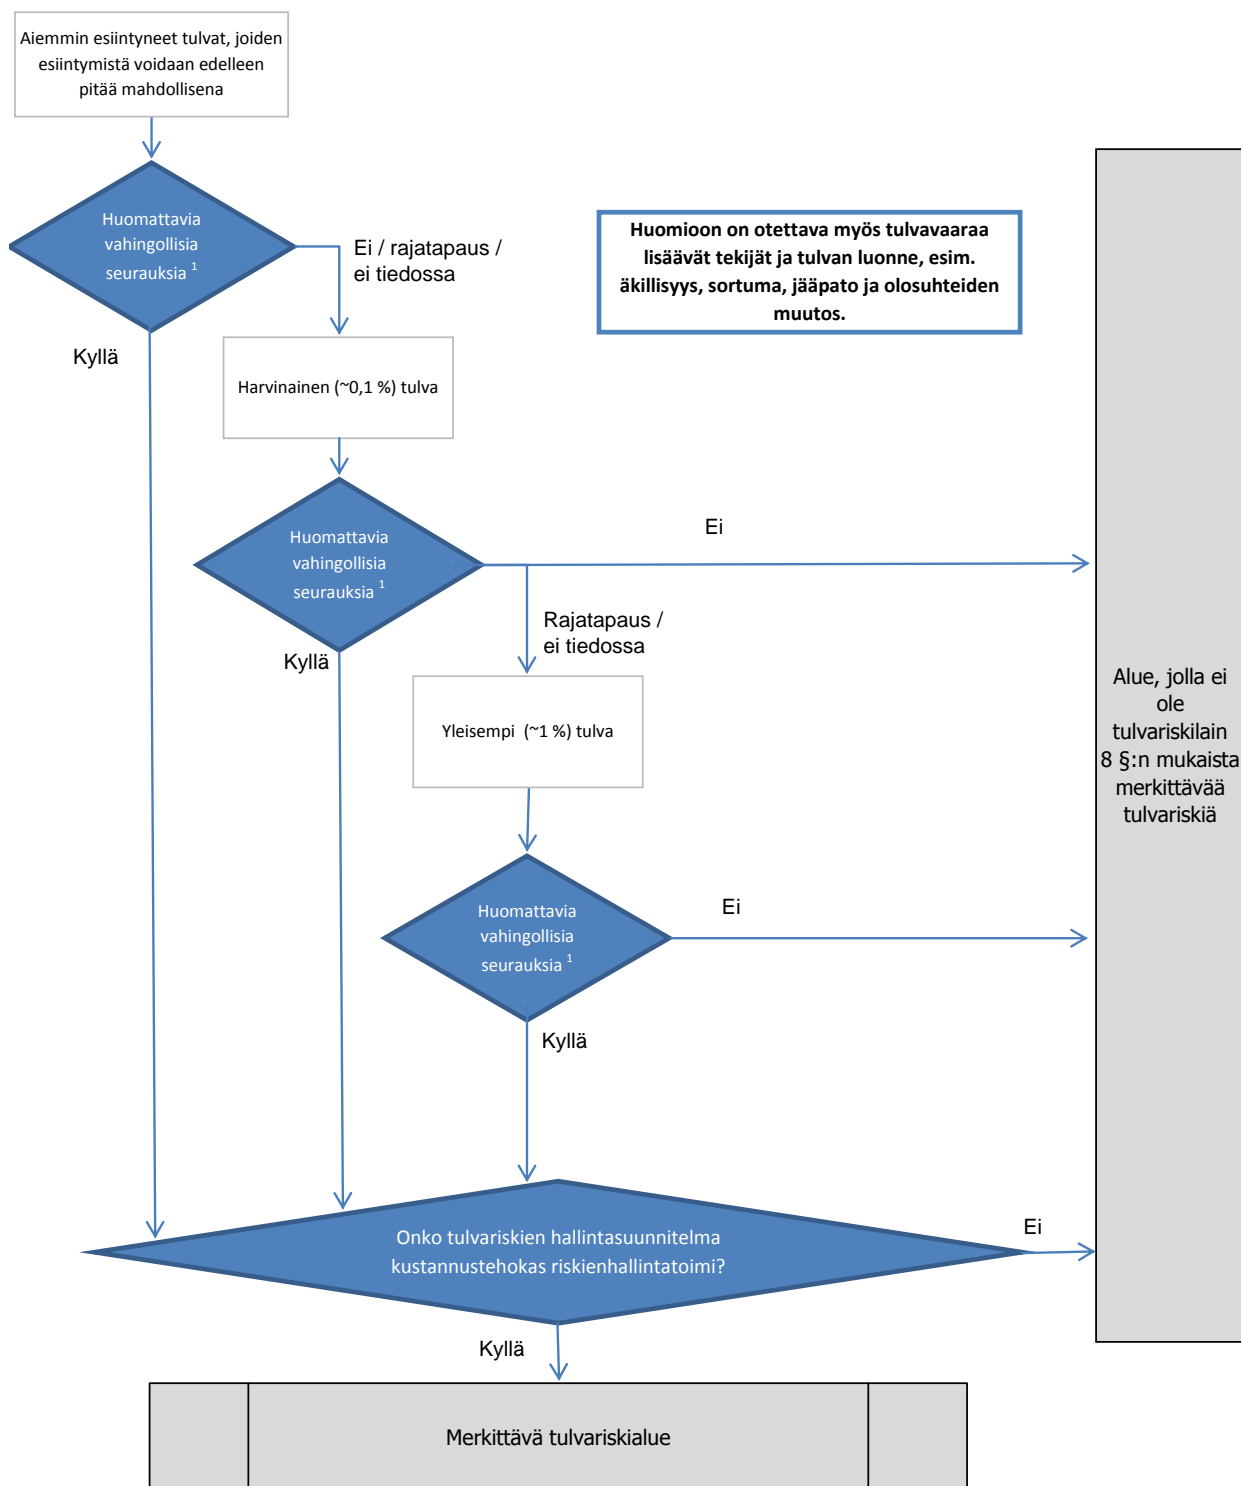 Aiemmin esiintyneet tulvat, joiden
esiintymistä voidaan edelleen
pitää mahdollisena
Huomattavia
vahingollisia
seurauksia ¹
Ei / rajatapaus /
ei tiedossa
Huomioon on otettava myös tulvavaaraa
lisäävät tekijät ja tulvan luonne, esim.
äkillisyys, sortuma, jääpato ja olosuhteiden
muutos.
Kyllä
Harvinainen (~0,1 %) tulva
Huomattavia
vahingollisia
seurauksia ¹
Ei
Rajatapaus /
ei tiedossa
Kyllä
Yleisempi (~1 %) tulva
Alue, jolla ei
ole
tulvariskilain
8 §:n mukaista
merkittävää
tulvariskiä
Huomattavia
vahingollisia
seurauksia ¹
Ei
Kyllä
Onko tulvariskien hallintasuunnitelma
kustannustehokas riskienhallintatoimi?
Ei
Kyllä
Merkittävä tulvariskialue